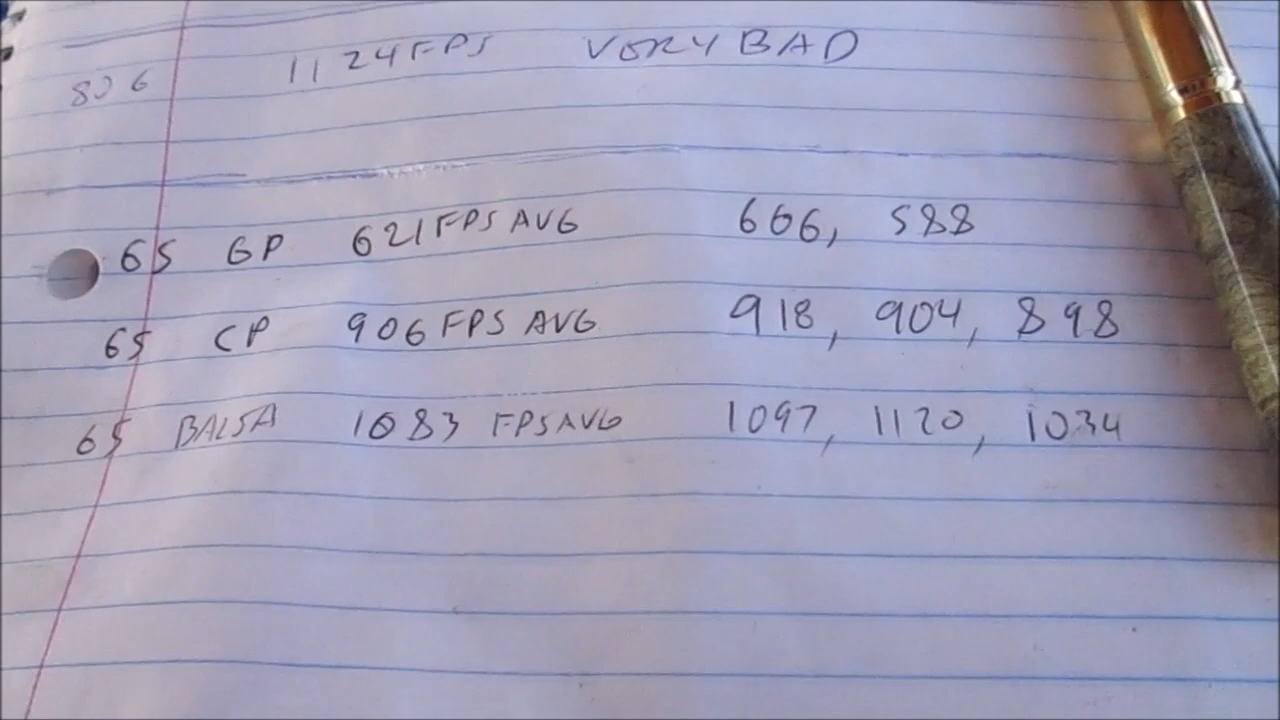 80G 1124FPS VERY BAD
65 GP 621FPS AVG 666, 588
65 CP 906FPS AVG 918, 904, 898
65 BALSA 1083 FPS AVG 1097, 1120, 1034